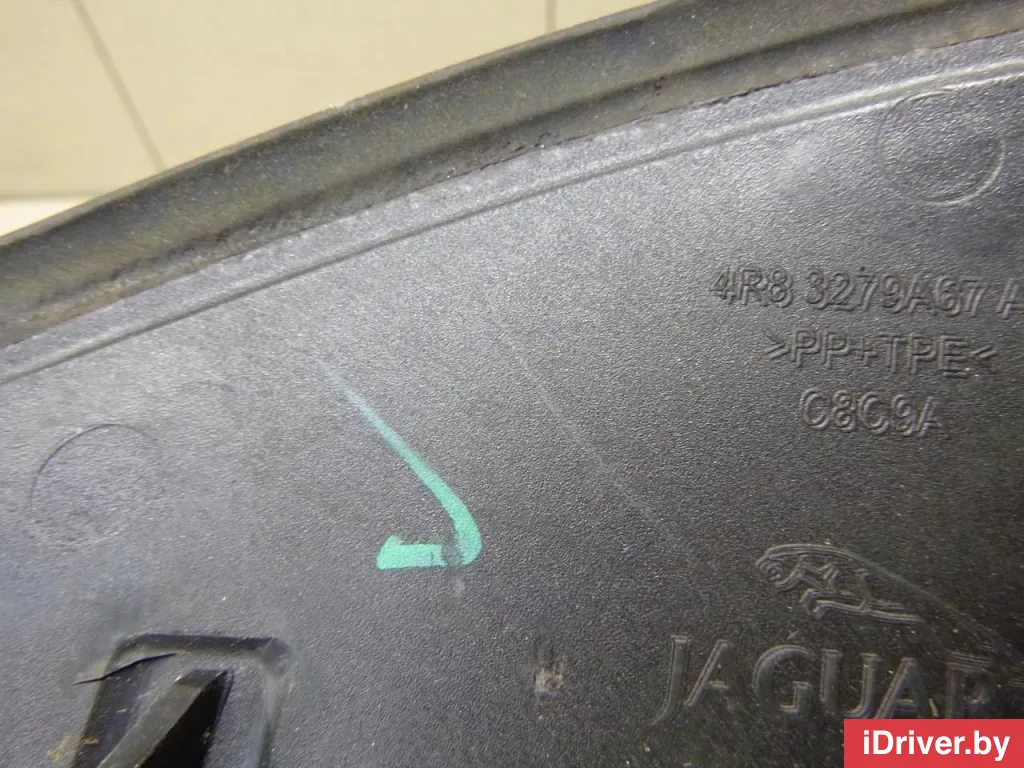 4R8 3279A67 A
>PP+TPE<
C8C9A
JAGUAR
iDriver.by